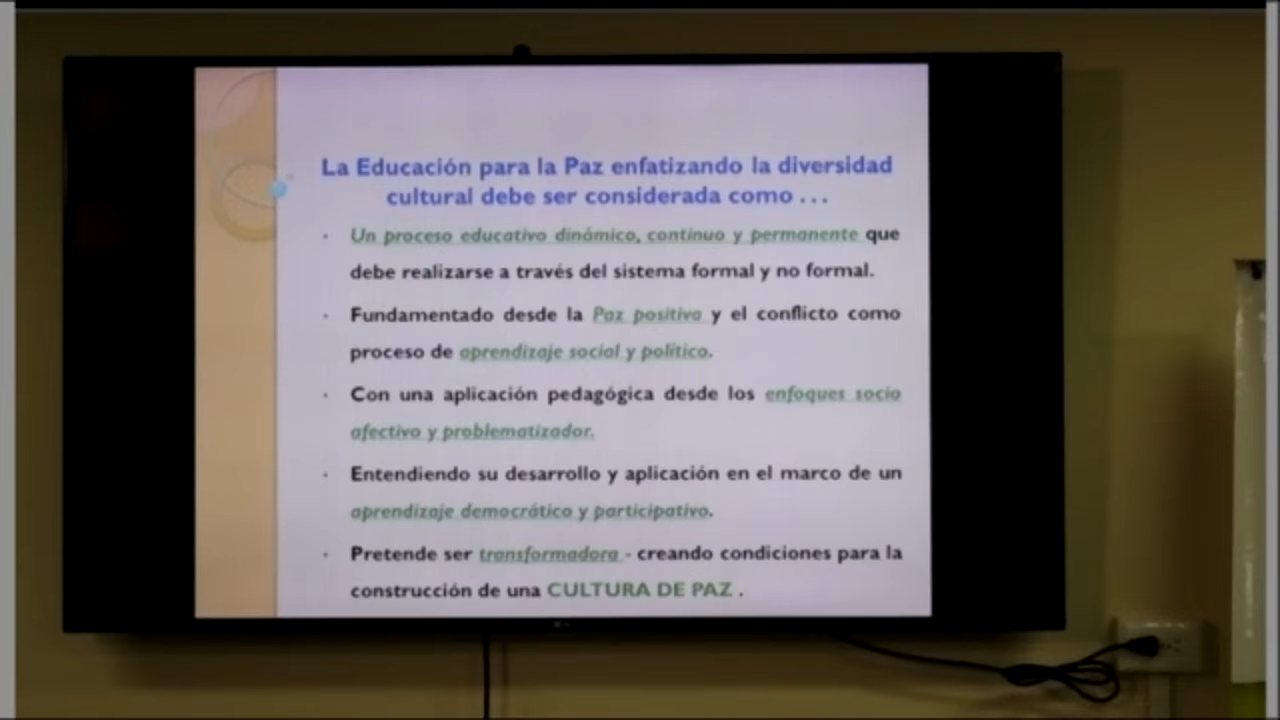 La Educación para la Paz enfatizando la diversidad
cultural debe ser considerada como . . .
· Un proceso educativo dinámico, continuo y permanente que
debe realizarse a través del sistema formal y no formal.
· Fundamentado desde la Paz positiva y el conflicto como
proceso de aprendizaje social y político.
· Con una aplicación pedagógica desde los enfoques socio
afectivo y problematizador.
· Entendiendo su desarrollo y aplicación en el marco de un
aprendizaje democrático y participativo.
· Pretende ser transformadora - creando condiciones para la
construcción de una CULTURA DE PAZ .